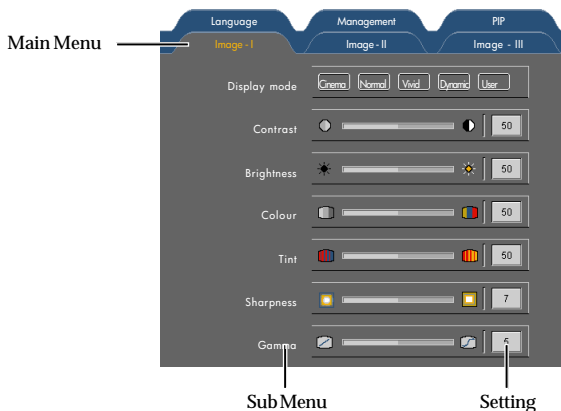 Language Management PIP
Main Menu Image - I Image - II Image - III
Display mode Cinema Normal Vivid Dynamic User
Contrast 50
Brightness 50
Colour 50
Tint 50
Sharpness 7
Gamma 6
Sub Menu Setting